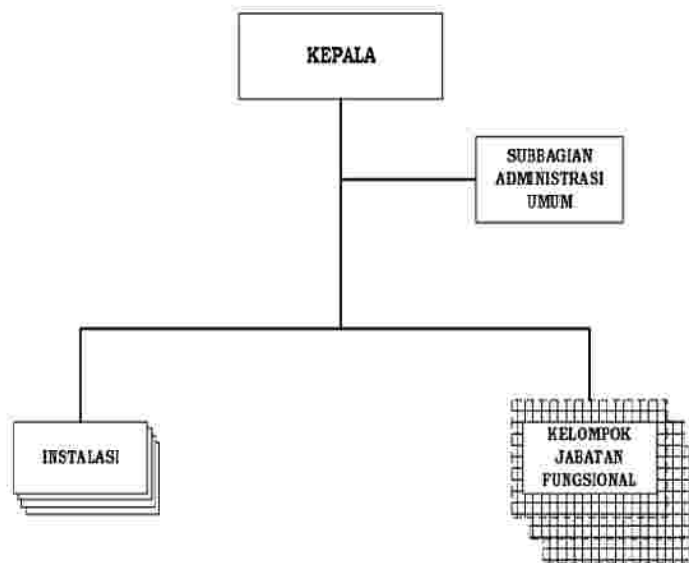 KEPALA
SUBBAGIAN
ADMINISTRASI
UMUM
INSTALASI
KELOMPOK
JABATAN
FUNGSIONAL